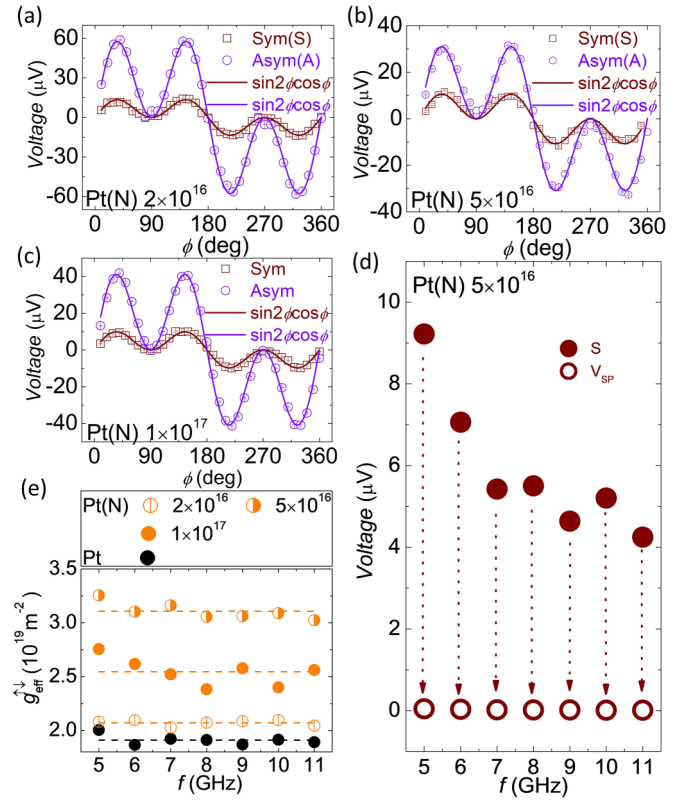 (a)
60
30
0
-30
-60
Voltage (μV)
Sym(S)
Asym(A)
sin2ϕcosϕ
sin2ϕcosϕ
Pt(N) 2×10¹⁶
0 90 180 270 360
ϕ (deg)
(b)
40
20
0
-20
-40
Voltage (μV)
Sym(S)
Asym(A)
sin2ϕcosϕ
sin2ϕcosϕ
Pt(N) 5×10¹⁶
0 90 180 270 360
ϕ (deg)
(c)
40
20
0
-20
-40
Voltage (μV)
Sym
Asym
sin2ϕcosϕ
sin2ϕcosϕ
Pt(N) 1×10¹⁷
0 90 180 270 360
ϕ (deg)
(d)
Pt(N) 5×10¹⁶
10
8
6
4
2
0
Voltage (μV)
S
V_SP
5 6 7 8 9 10 11
f (GHz)
(e)
Pt(N) 2×10¹⁶ 5×10¹⁶
1×10¹⁷
Pt
3.5
3.0
2.5
2.0
g^↑↓_eff (10¹⁹ m⁻²)
5 6 7 8 9 10 11
f (GHz)